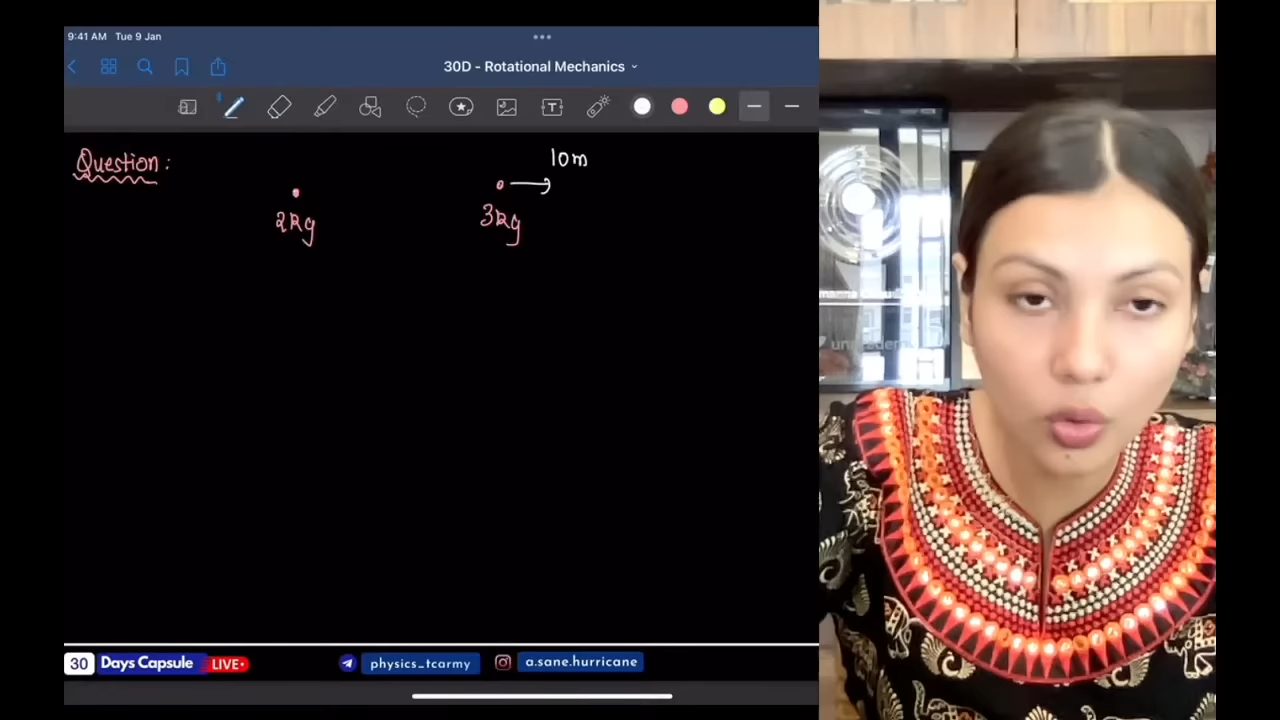 9:41 AM Tue 9 Jan
30D - Rotational Mechanics
T
Question:
10m
2kg
3kg
30 Days Capsule LIVE
physics_tcarmy
a.sane.hurricane